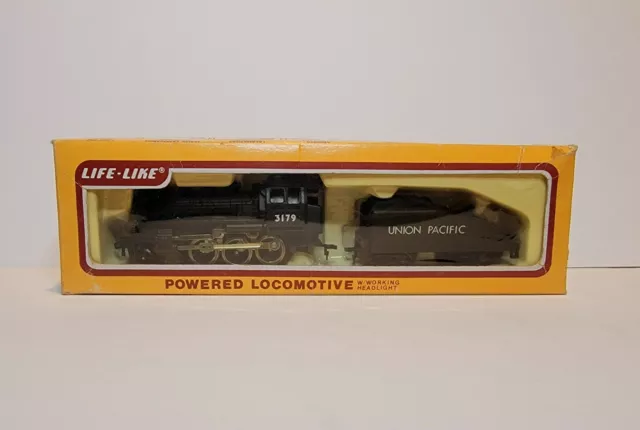 LIFE-LIKE®
3179
UNION PACIFIC
POWERED LOCOMOTIVE W/WORKING
HEADLIGHT